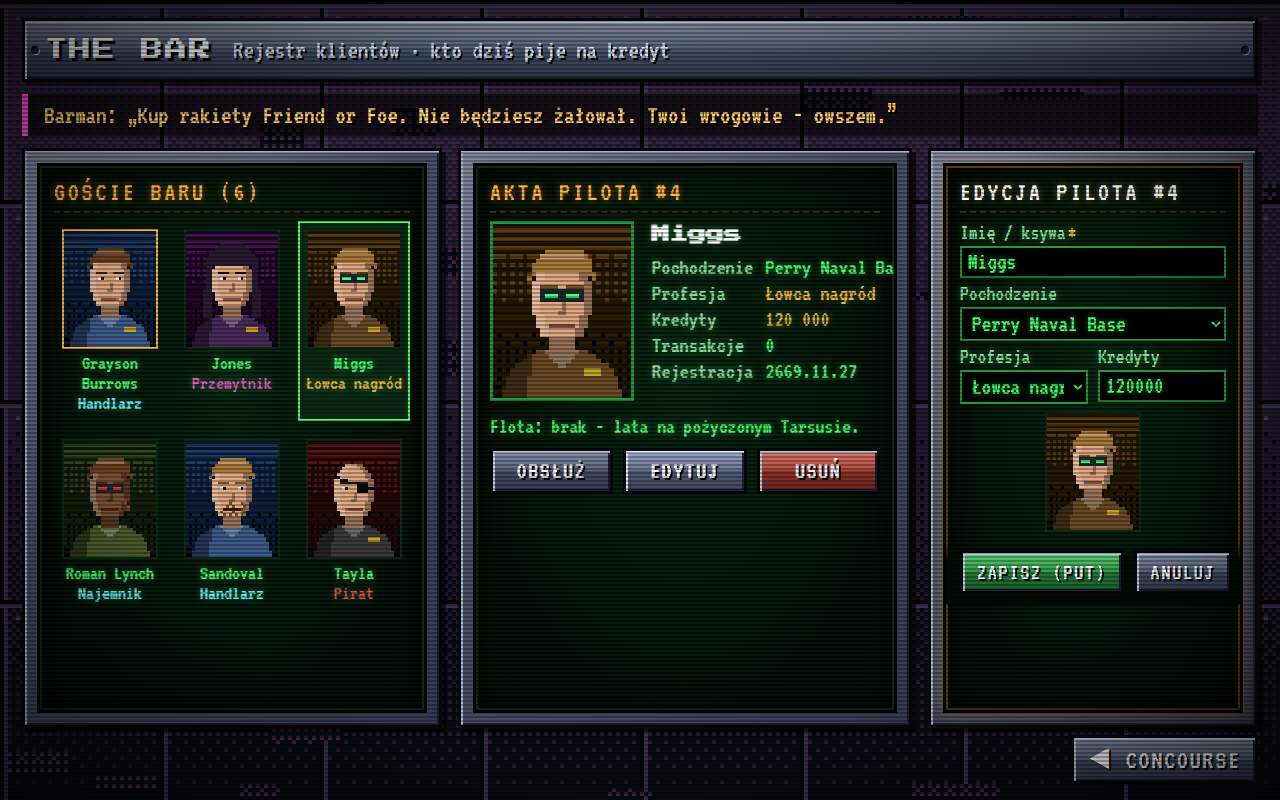 THE BAR Rejestr klientów · kto dziś pije na kredyt
Barman: „Kup rakiety Friend or Foe. Nie będziesz żałował. Twoi wrogowie - owszem.”
GOŚCIE BARU (6)
Grayson Burrows
Handlarz
Jones
Przemytnik
Miggs
Łowca nagród
Roman Lynch
Najemnik
Sandoval
Handlarz
Tayla
Pirat
AKTA PILOTA #4
Miggs
Pochodzenie Perry Naval Ba
Profesja Łowca nagród
Kredyty 120 000
Transakcje 0
Rejestracja 2669.11.27
Flota: brak - lata na pożyczonym Tarsusie.
OBSŁUŻ EDYTUJ USUŃ
EDYCJA PILOTA #4
Imię / ksywa*
Miggs
Pochodzenie
Perry Naval Base
Profesja Kredyty
Łowca nagr 120000
ZAPISZ (PUT) ANULUJ
CONCOURSE